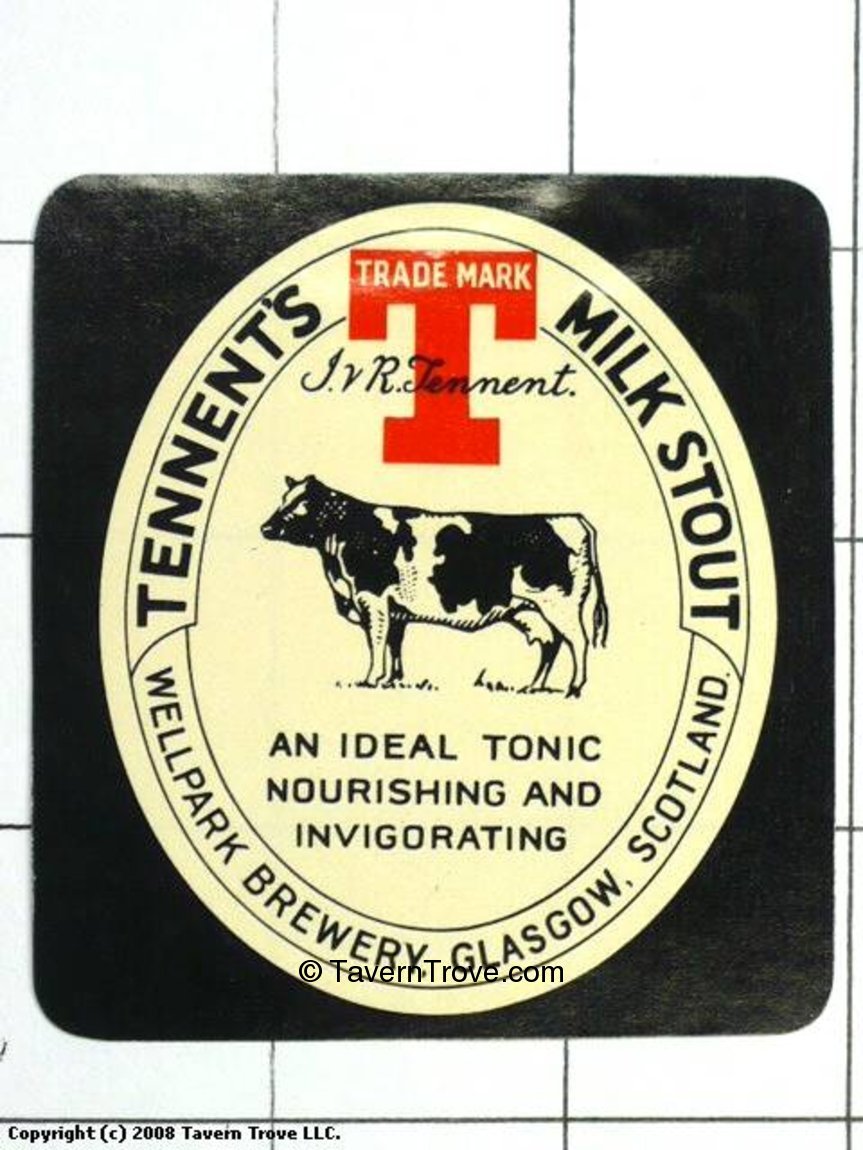 TRADE MARK
T
TENNENT'S MILK STOUT
J. & R. Tennent.
AN IDEAL TONIC
NOURISHING AND
INVIGORATING
WELLPARK BREWERY, GLASGOW, SCOTLAND.
© TavernTrove.com
Copyright (c) 2008 Tavern Trove LLC.